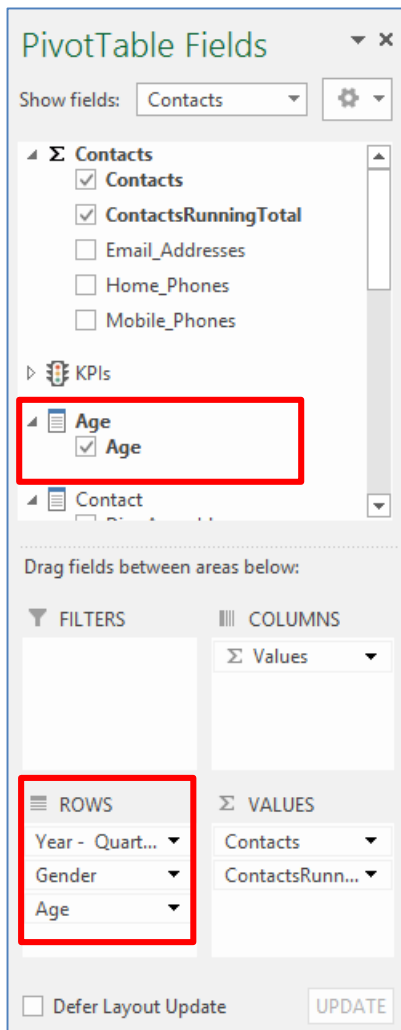 PivotTable Fields
Show fields: Contacts
Σ Contacts
Contacts
ContactsRunningTotal
Email_Addresses
Home_Phones
Mobile_Phones
KPIs
Age
Age
Contact
Drag fields between areas below:
FILTERS
COLUMNS
Σ Values
ROWS
Year - Quart...
Gender
Age
Σ VALUES
Contacts
ContactsRunn...
Defer Layout Update
UPDATE